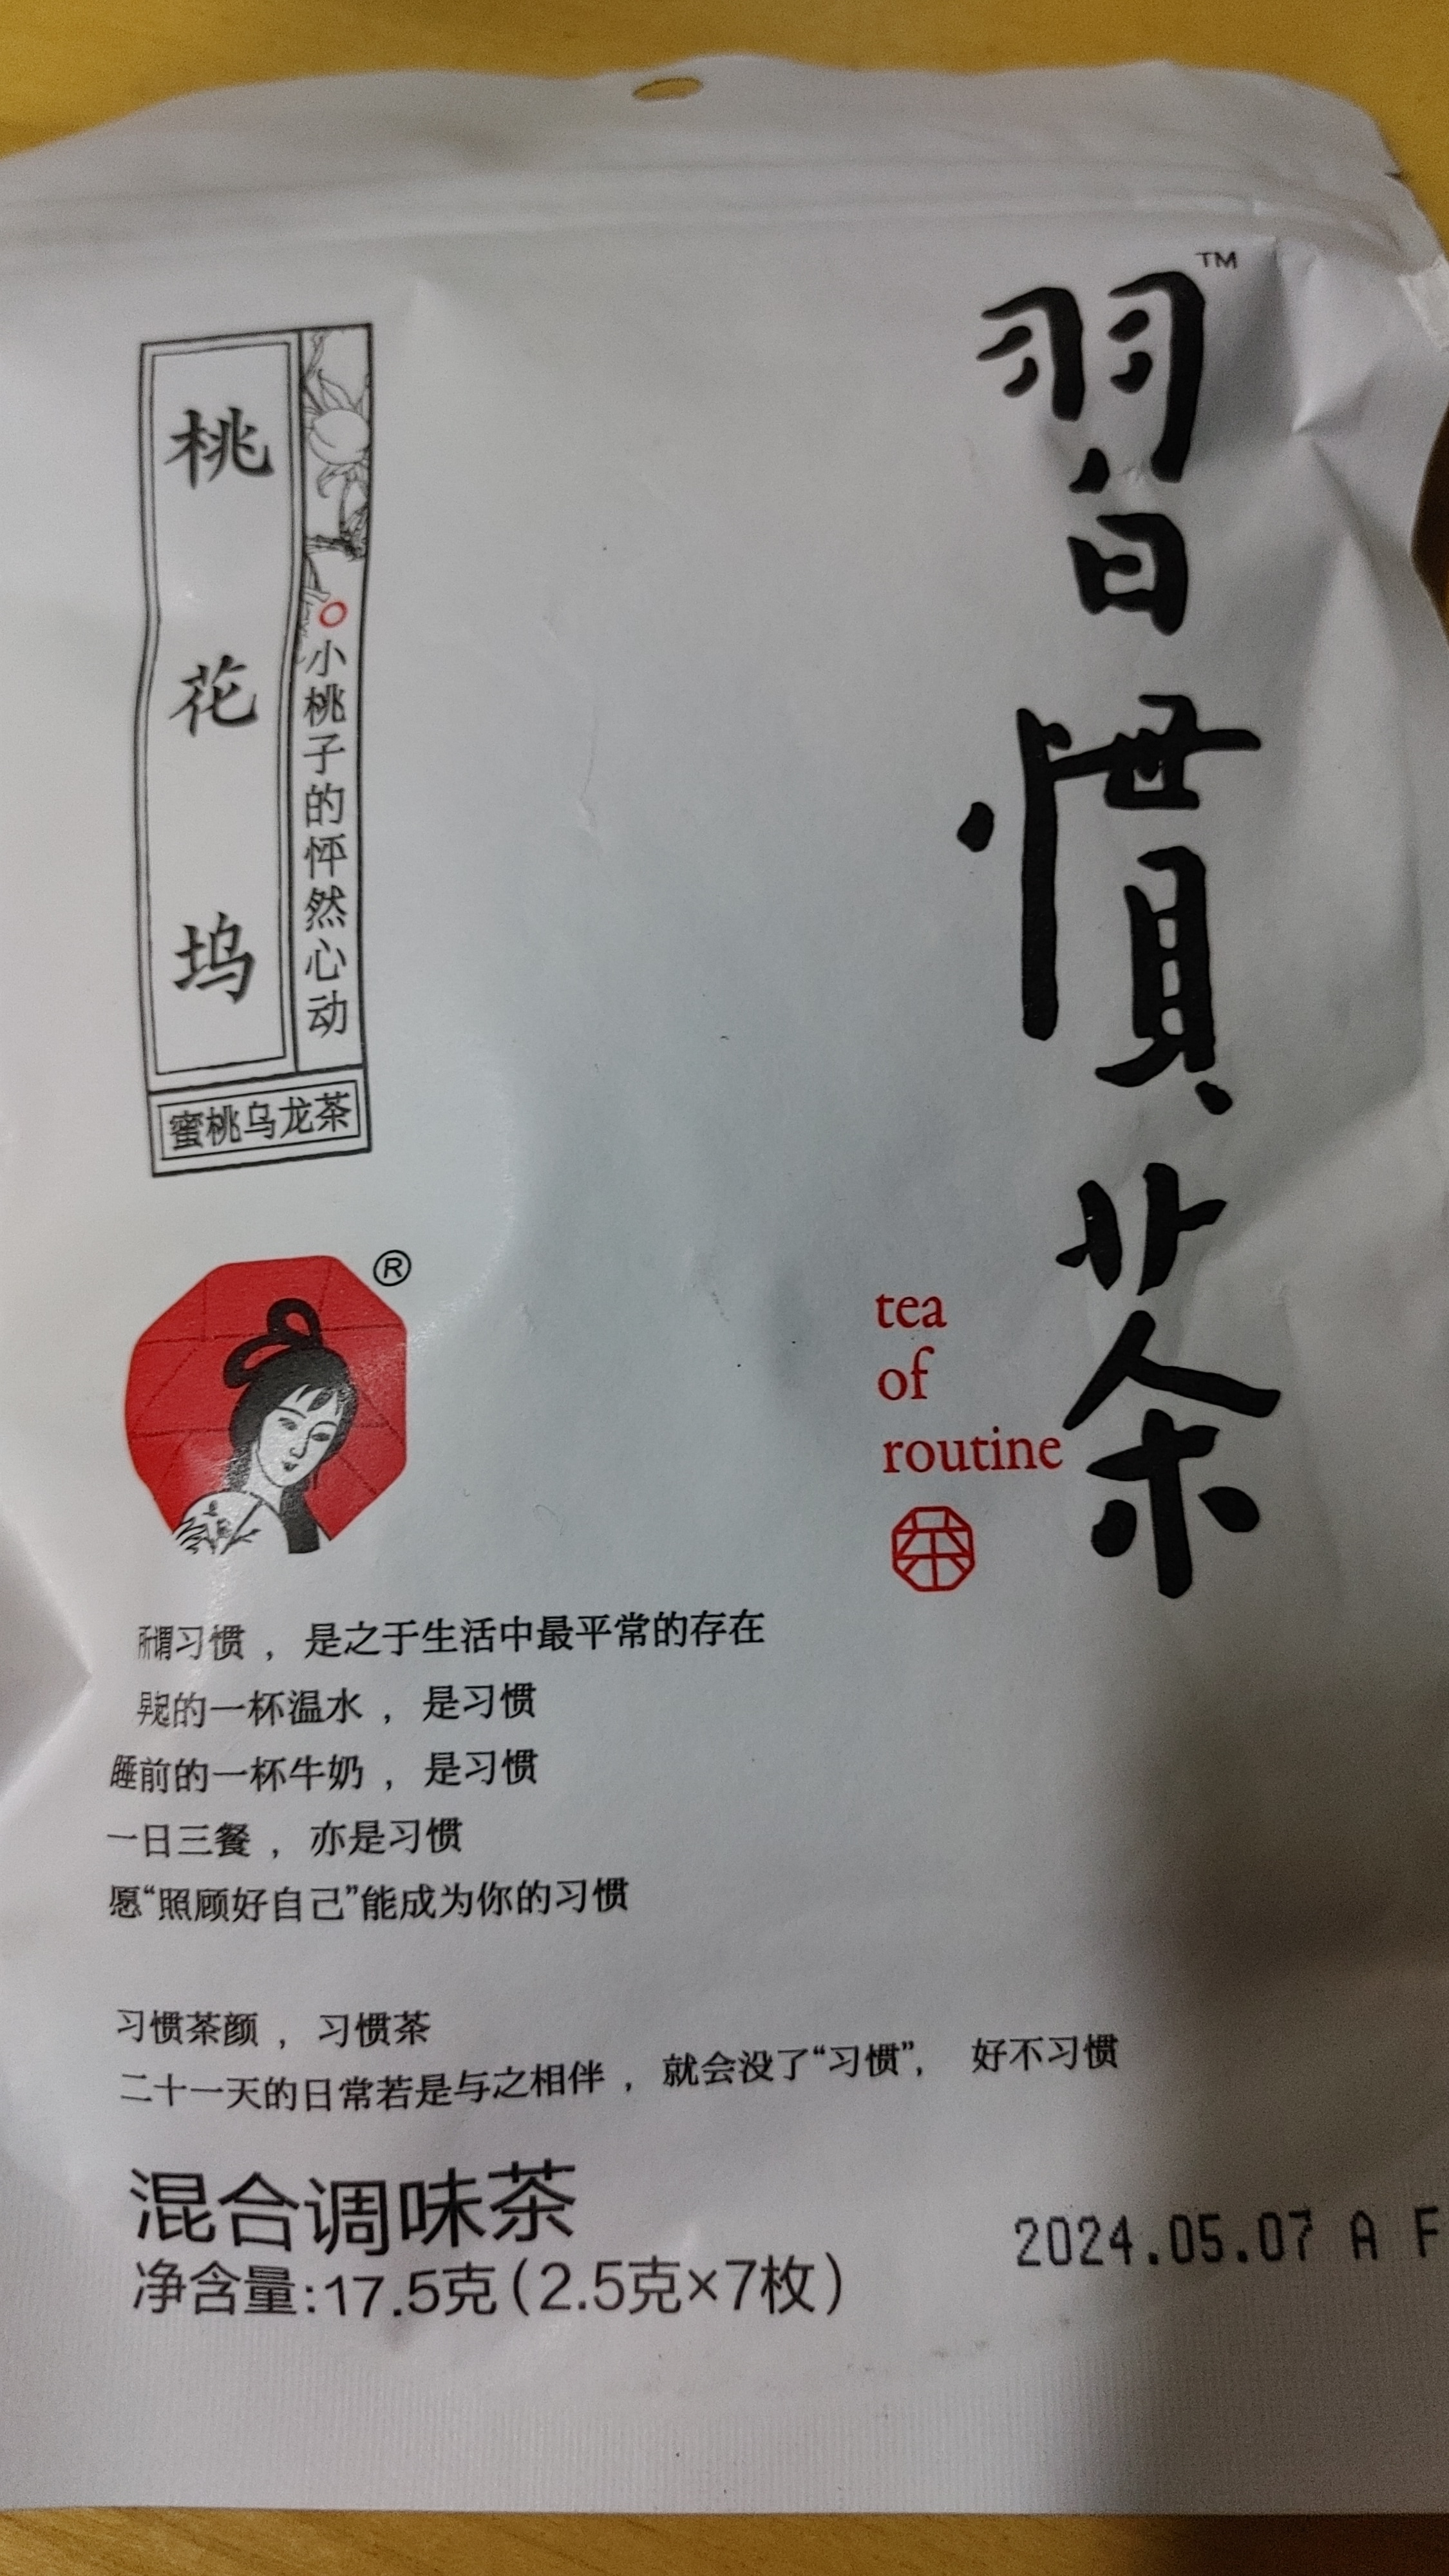 習慣茶
TM
桃花坞
小桃子的怦然心动
蜜桃乌龙茶
®
tea
of
routine
茶
所谓习惯，是之于生活中最平常的存在
早起的一杯温水，是习惯
睡前的一杯牛奶，是习惯
一日三餐，亦是习惯
愿“照顾好自己”能成为你的习惯
习惯茶颜，习惯茶
二十一天的日常若是与之相伴，就会没了“习惯”，好不习惯
混合调味茶
净含量:17.5克(2.5克×7枚)
2024.05.07 A F